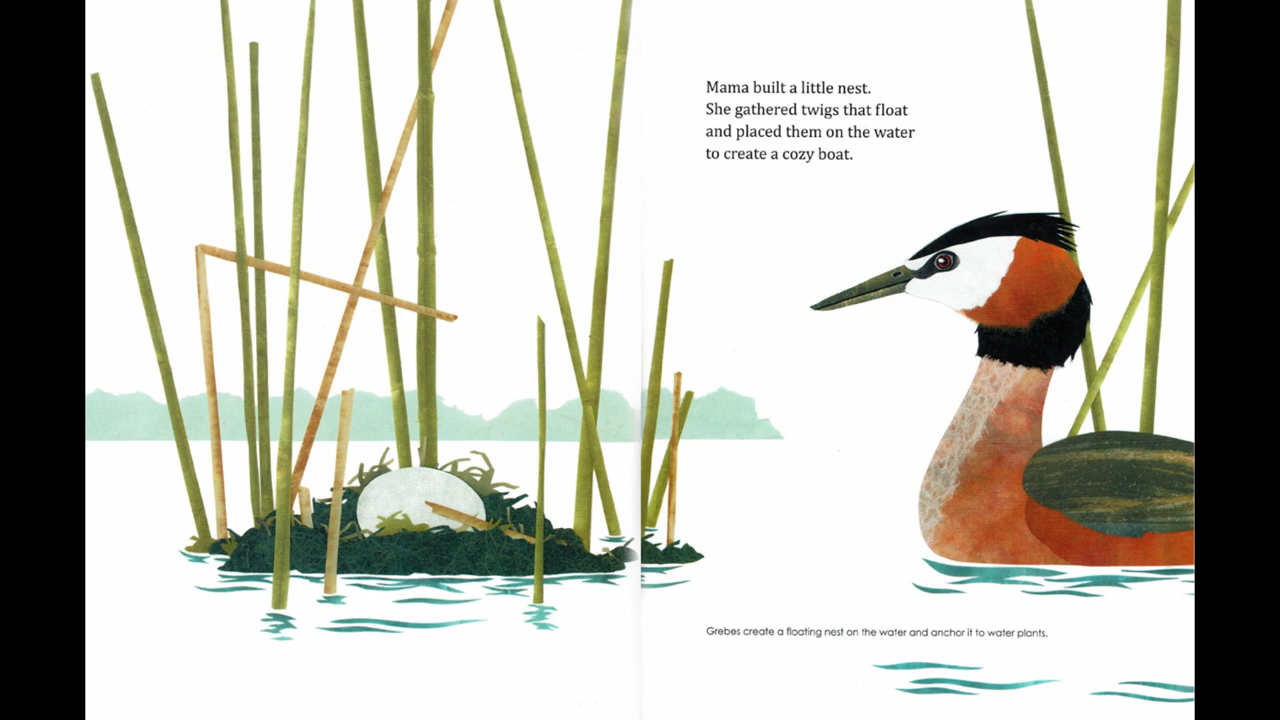 Mama built a little nest.
She gathered twigs that float
and placed them on the water
to create a cozy boat.
Grebes create a floating nest on the water and anchor it to water plants.